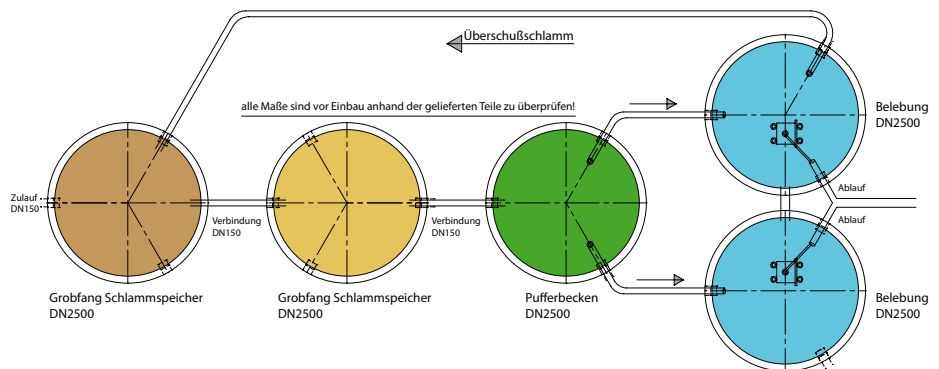 Überschußschlamm
alle Maße sind vor Einbau anhand der gelieferten Teile zu überprüfen!
Belebung
DN2500
Zulauf
DN150
Verbindung
DN150
Verbindung
DN150
Ablauf
Ablauf
Grobfang Schlammspeicher
DN2500
Grobfang Schlammspeicher
DN2500
Pufferbecken
DN2500
Belebung
DN2500